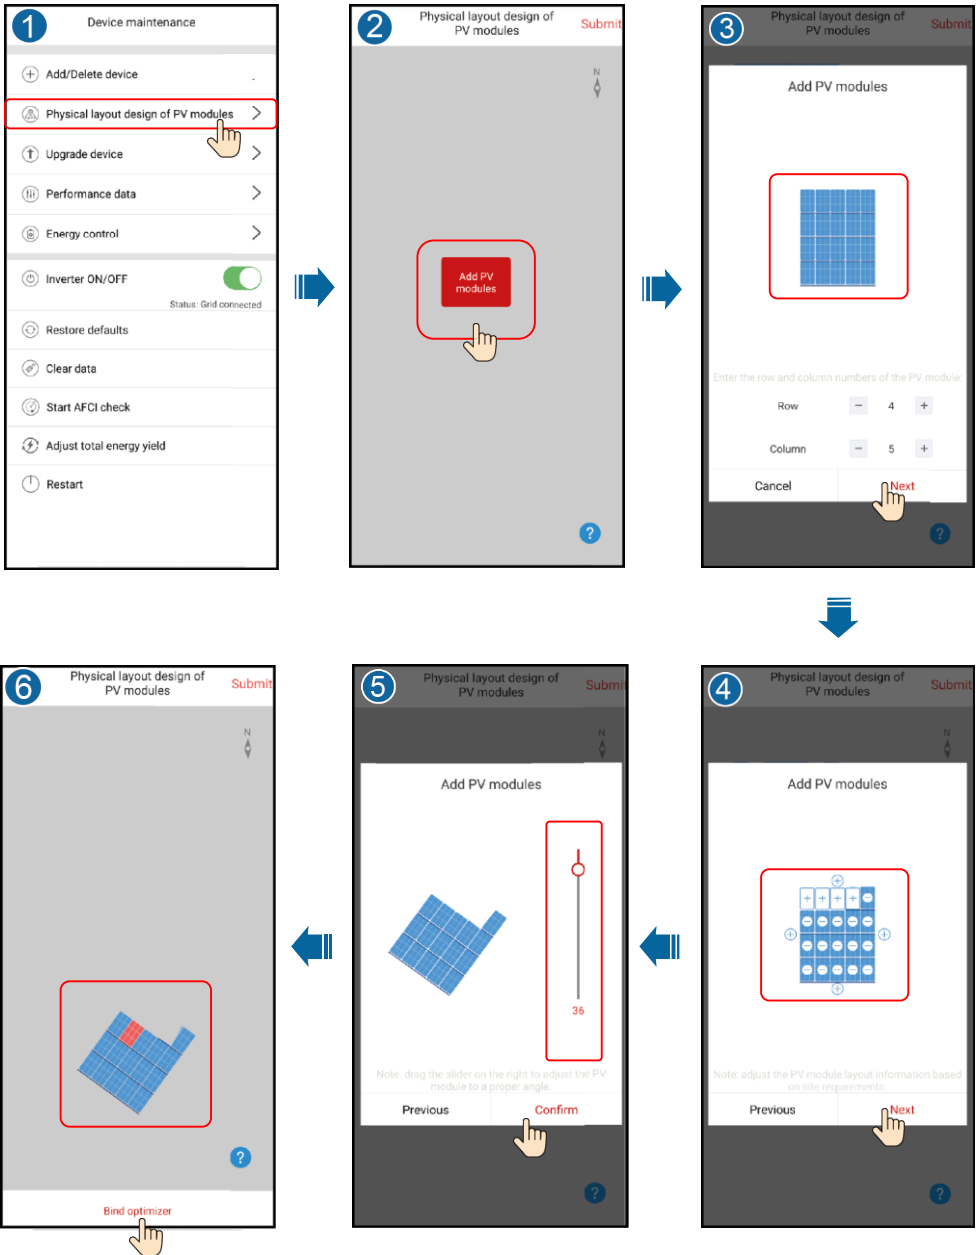 1
Device maintenance
Add/Delete device
Physical layout design of PV modules
Upgrade device
Performance data
Energy control
Inverter ON/OFF
Status: Grid connected
Restore defaults
Clear data
Start AFCI check
Adjust total energy yield
Restart
2
Physical layout design of
PV modules
Submit
N
Add PV
modules
?
3
Physical layout design of
PV modules
Submit
Add PV modules
Enter the row and column numbers of the PV module:
Row − 4 +
Column − 5 +
Cancel Next
?
6
Physical layout design of
PV modules
Submit
N
?
Bind optimizer
5
Physical layout design of
PV modules
Submit
N
Add PV modules
36
Note: drag the slider on the right to adjust the PV
module to a proper angle.
Previous Confirm
?
4
Physical layout design of
PV modules
Submit
N
Add PV modules
Note: adjust the PV module layout information based
on site requirements.
Previous Next
?